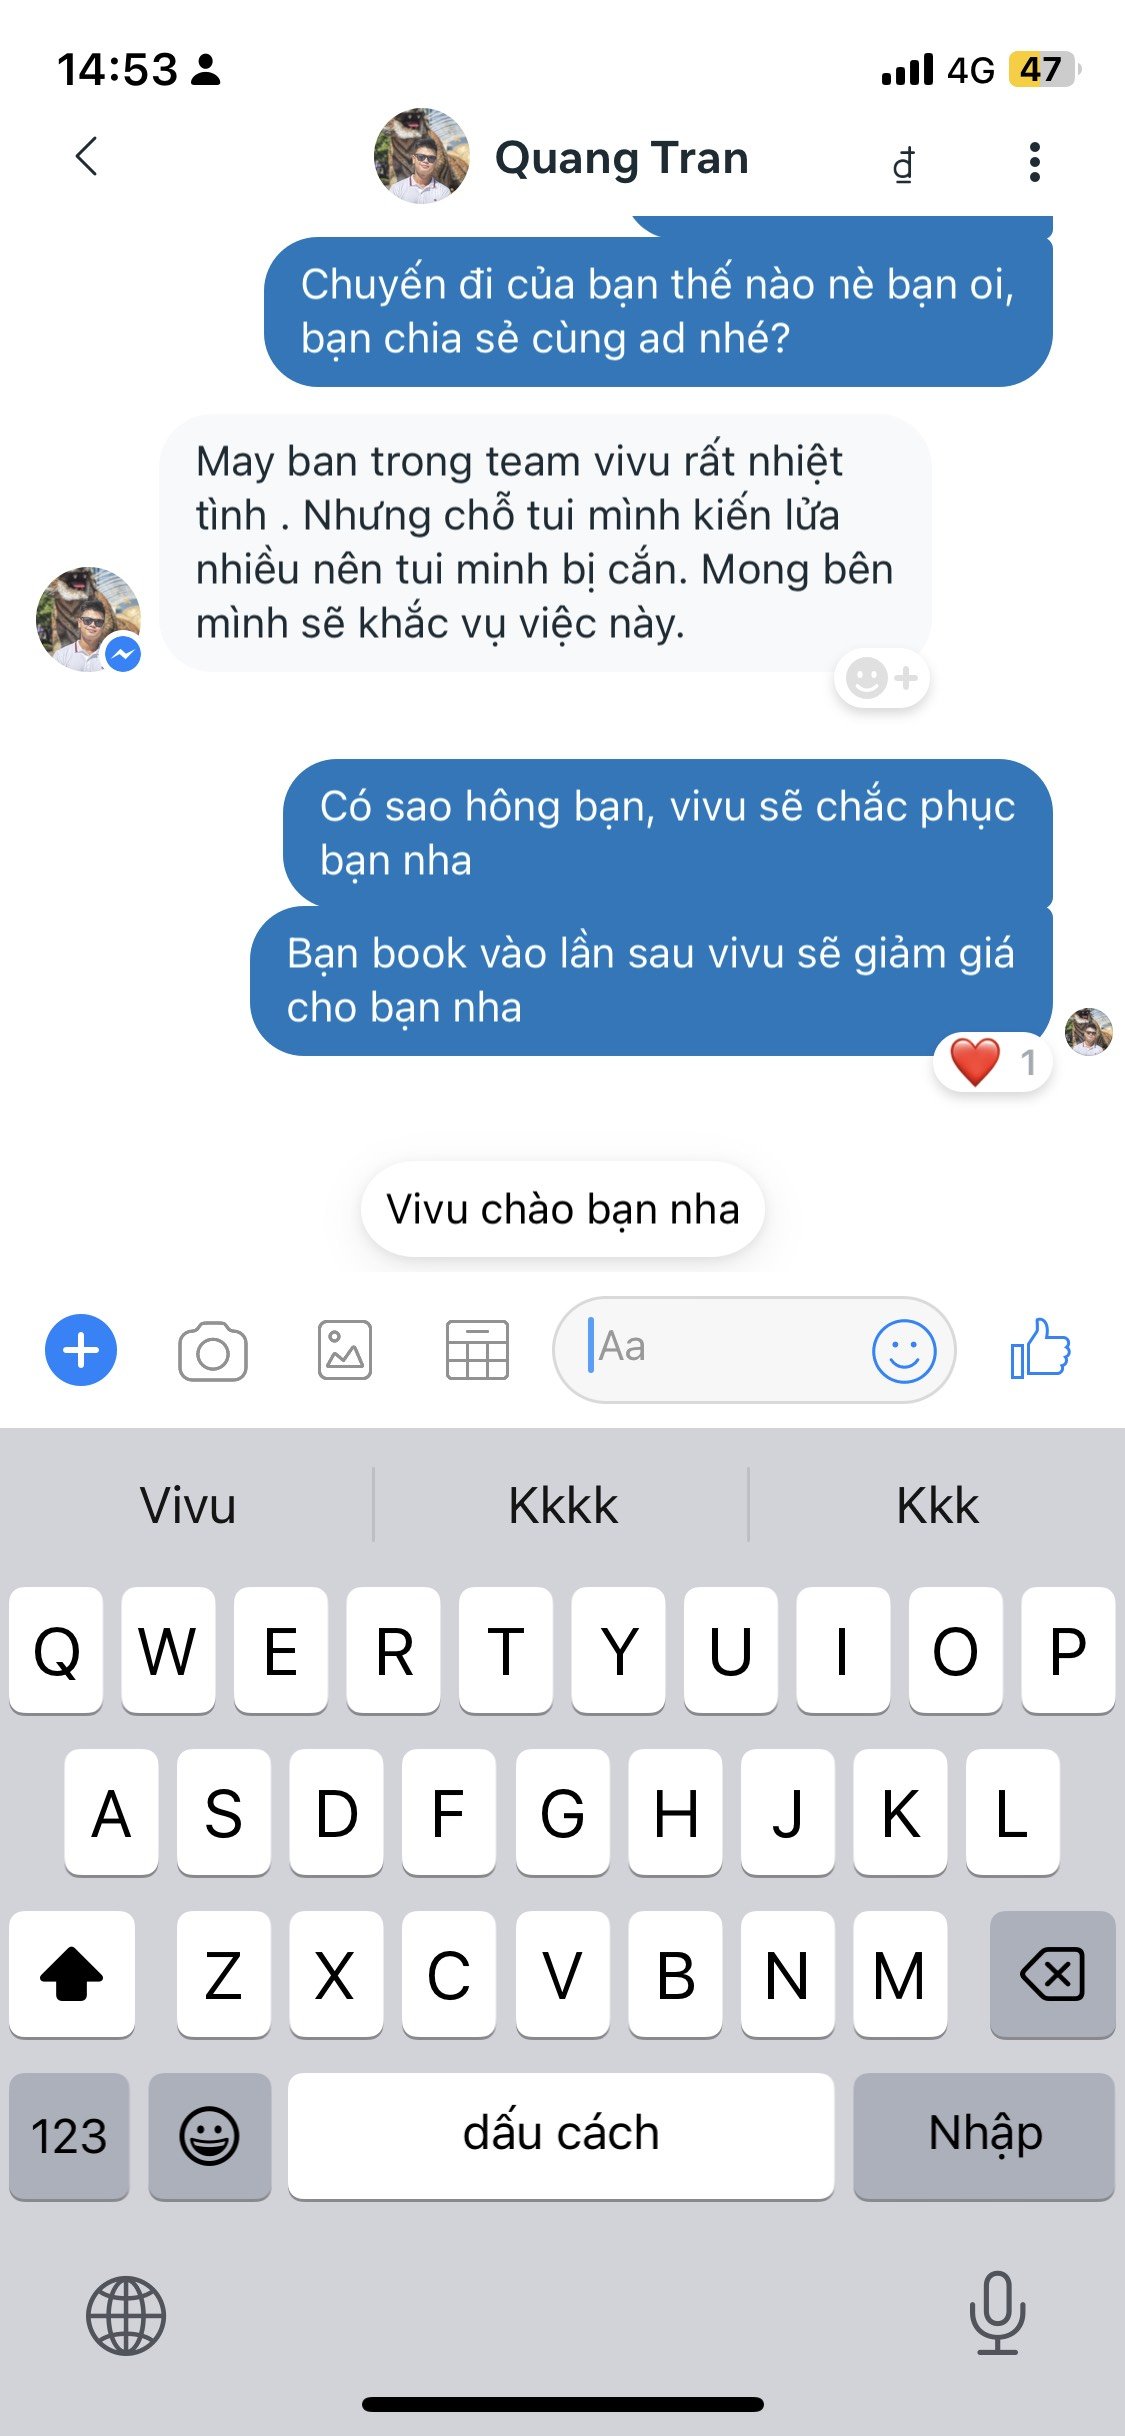 14:53
4G
47
Quang Tran
đ
Chuyến đi của bạn thế nào nè bạn oi,
bạn chia sẻ cùng ad nhé?
May ban trong team vivu rất nhiệt
tình . Nhưng chỗ tui mình kiến lửa
nhiều nên tui minh bị cắn. Mong bên
mình sẽ khắc vụ việc này.
Có sao hông bạn, vivu sẽ chắc phục
bạn nha
Bạn book vào lần sau vivu sẽ giảm giá
cho bạn nha
❤️ 1
Vivu chào bạn nha
Aa
Vivu
Kkkk
Kkk
Q W E R T Y U I O P
A S D F G H J K L
Z X C V B N M
123
dấu cách
Nhập